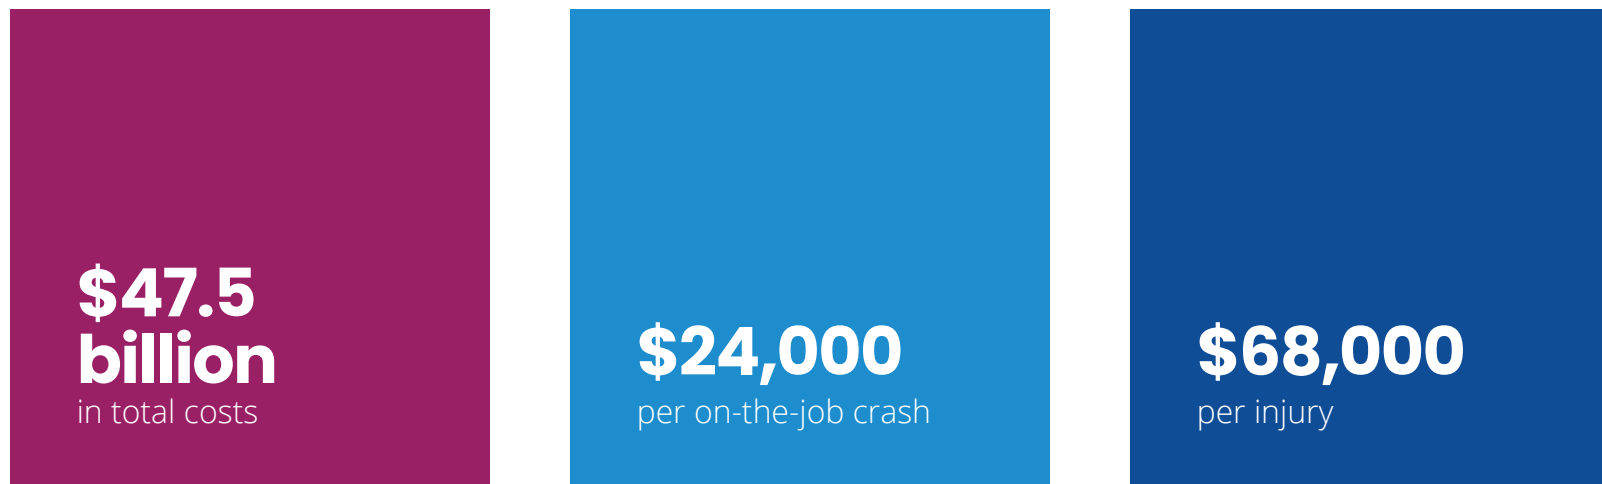 $47.5
billion
in total costs
$24,000
per on-the-job crash
$68,000
per injury